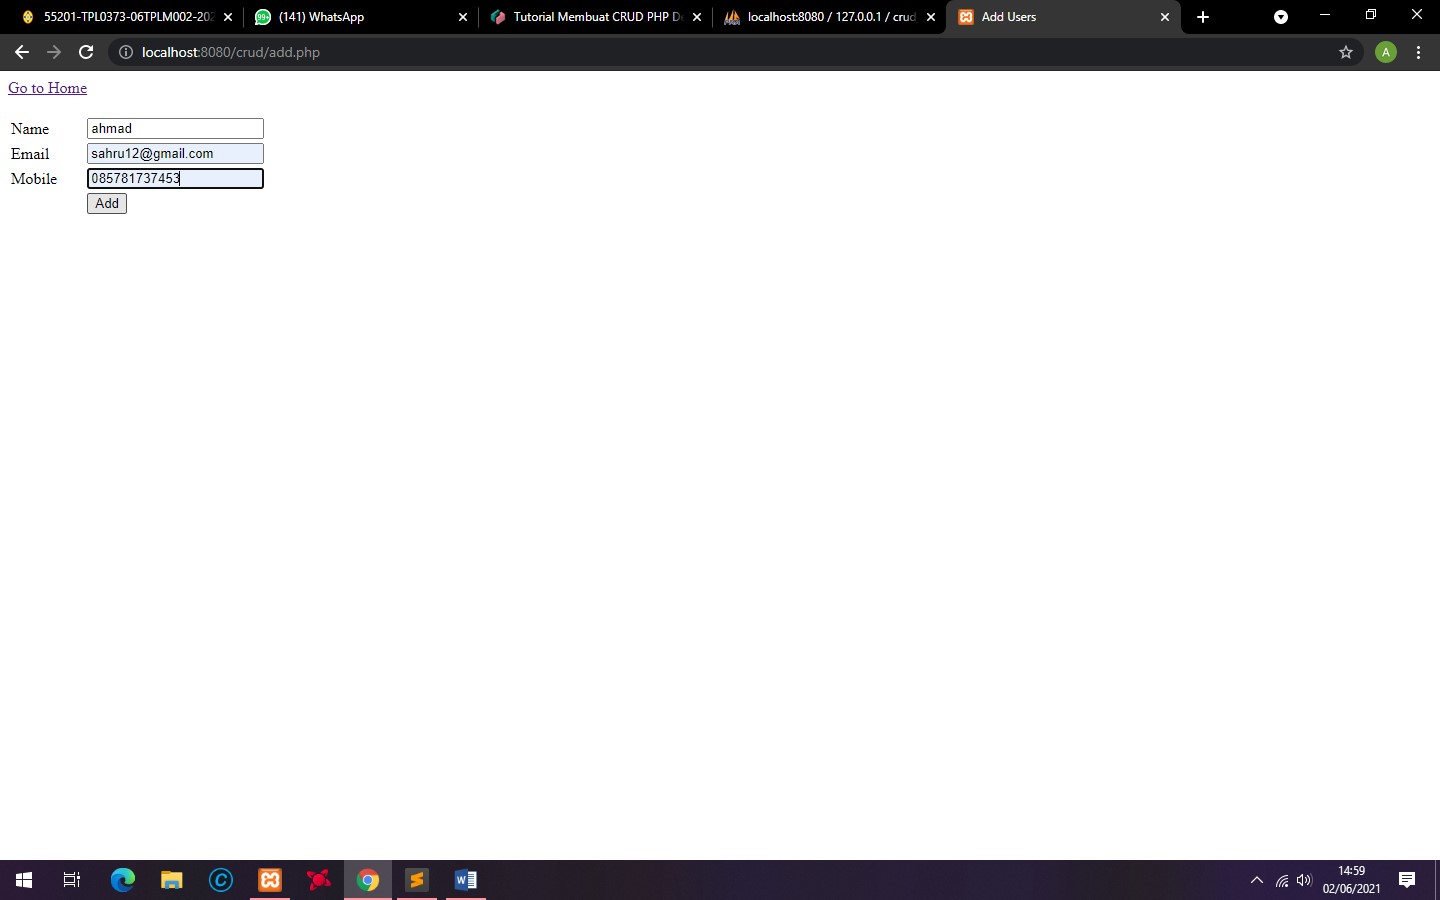 55201-TPL0373-06TPLM002-202
(141) WhatsApp
Tutorial Membuat CRUD PHP De
localhost:8080 / 127.0.0.1 / crud
Add Users
localhost:8080/crud/add.php
A
Go to Home
Name ahmad
Email sahru12@gmail.com
Mobile 085781737453
Add
14:59
02/06/2021